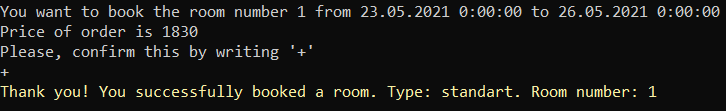 You want to book the room number 1 from 23.05.2021 0:00:00 to 26.05.2021 0:00:00
Price of order is 1830
Please, confirm this by writing '+'
+
Thank you! You successfully booked a room. Type: standart. Room number: 1